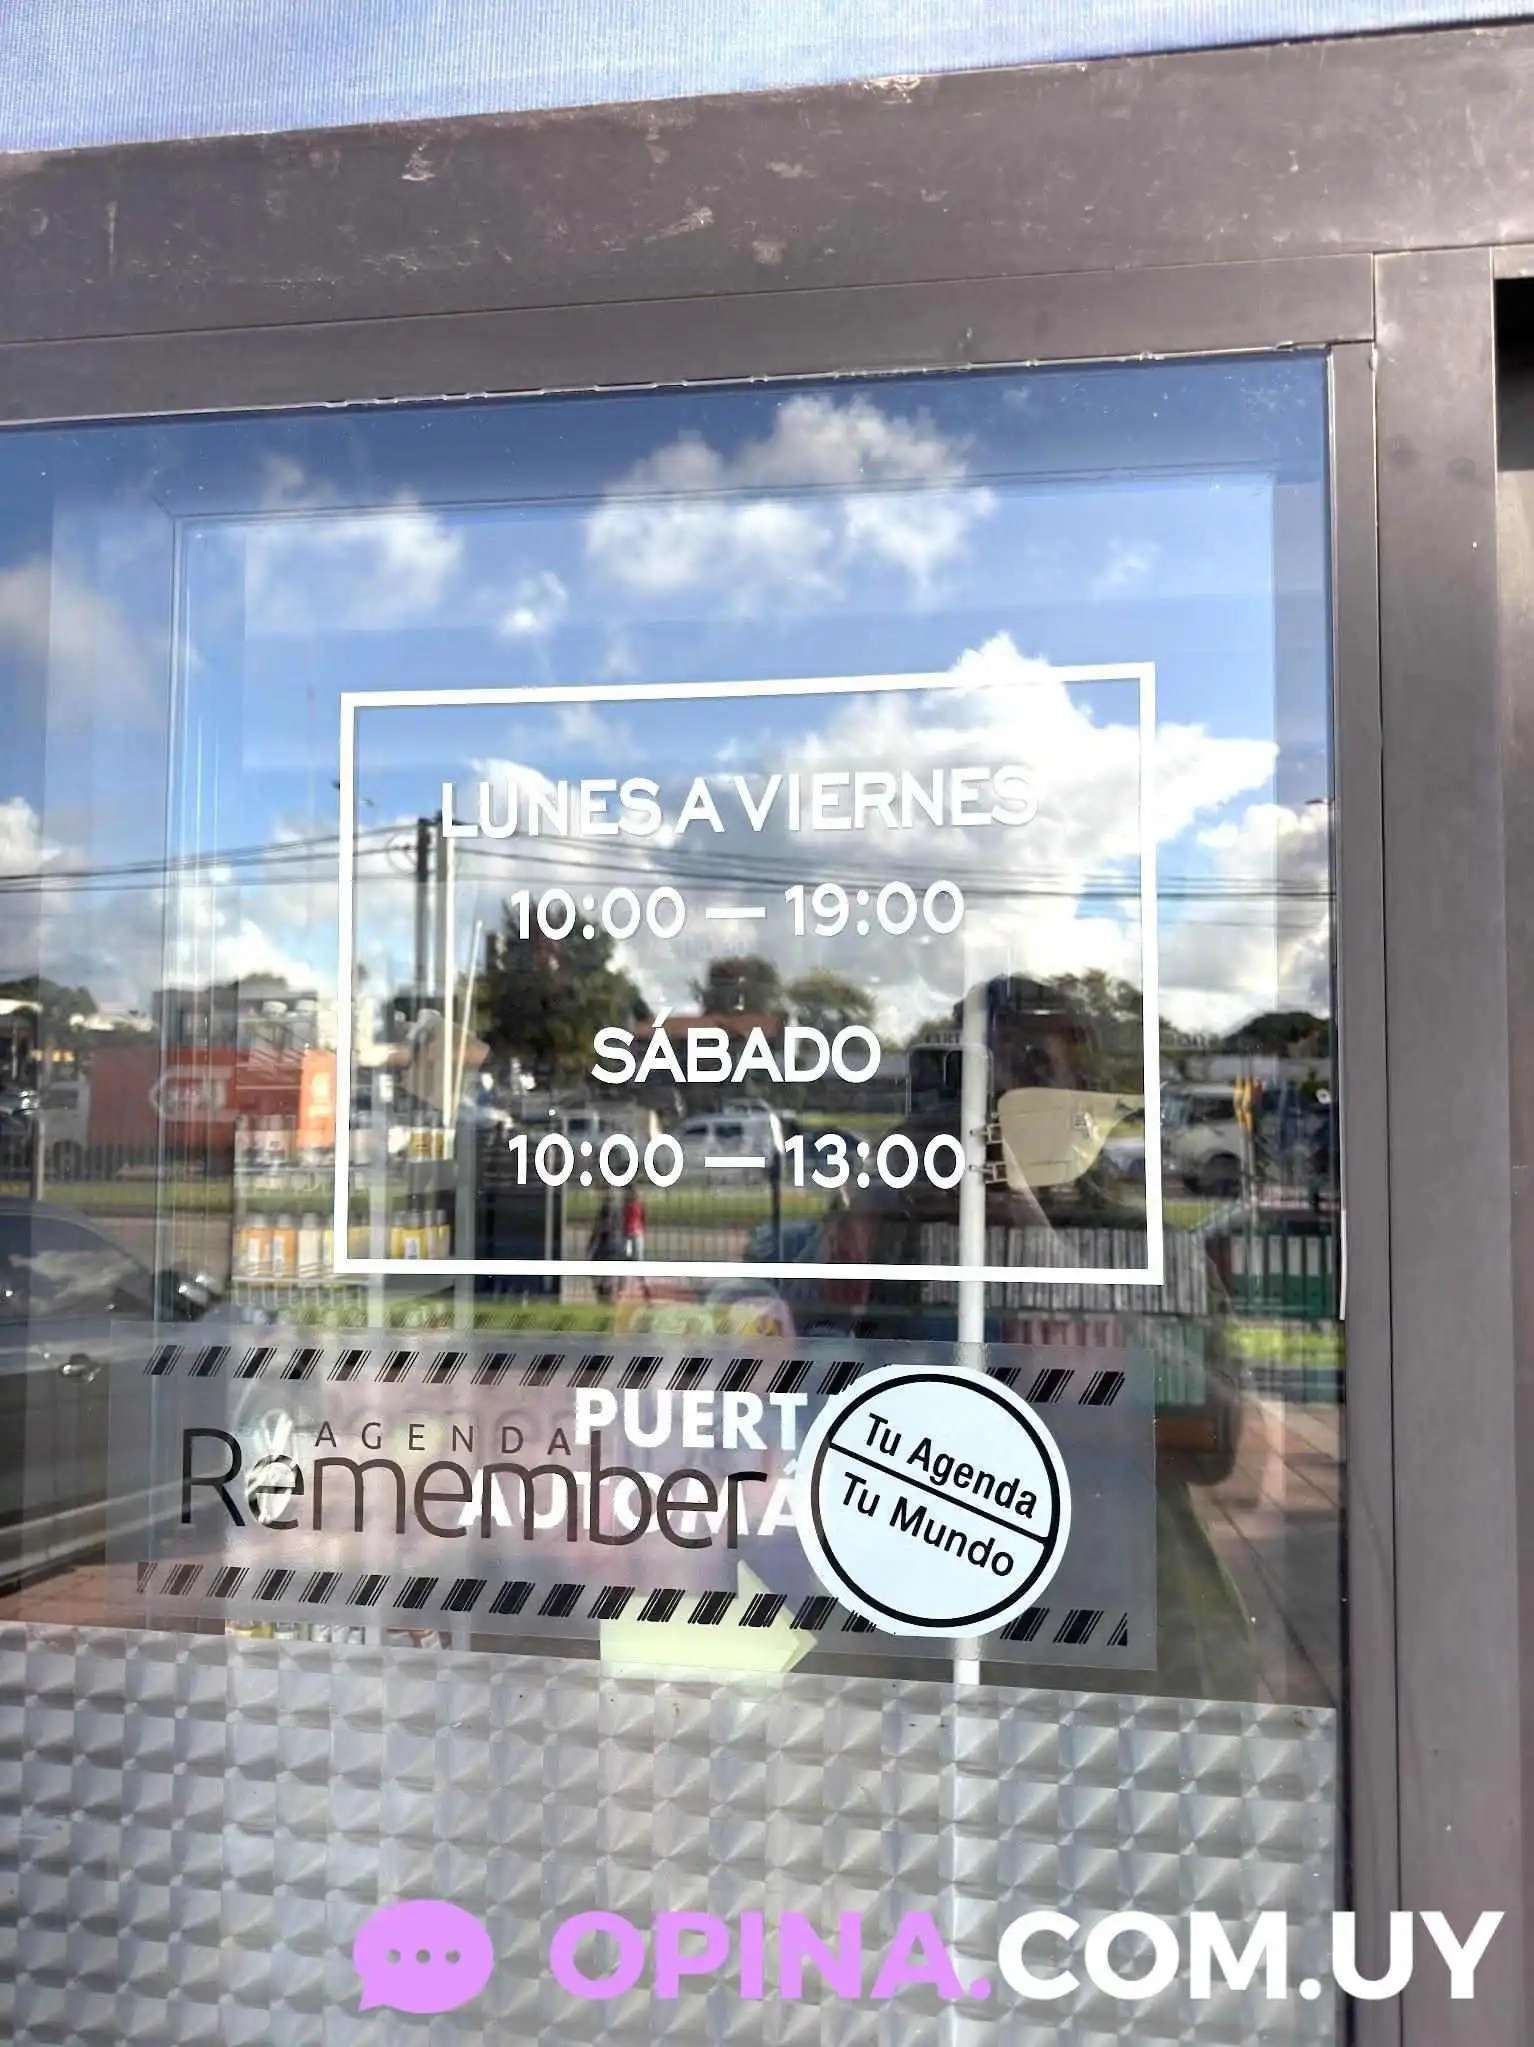 LUNES A VIERNES
10:00 — 19:00
SÁBADO
10:00 — 13:00
PUERT
AUTOMÁ
AGENDA
Remember
Tu Agenda
Tu Mundo
OPINA.COM.UY